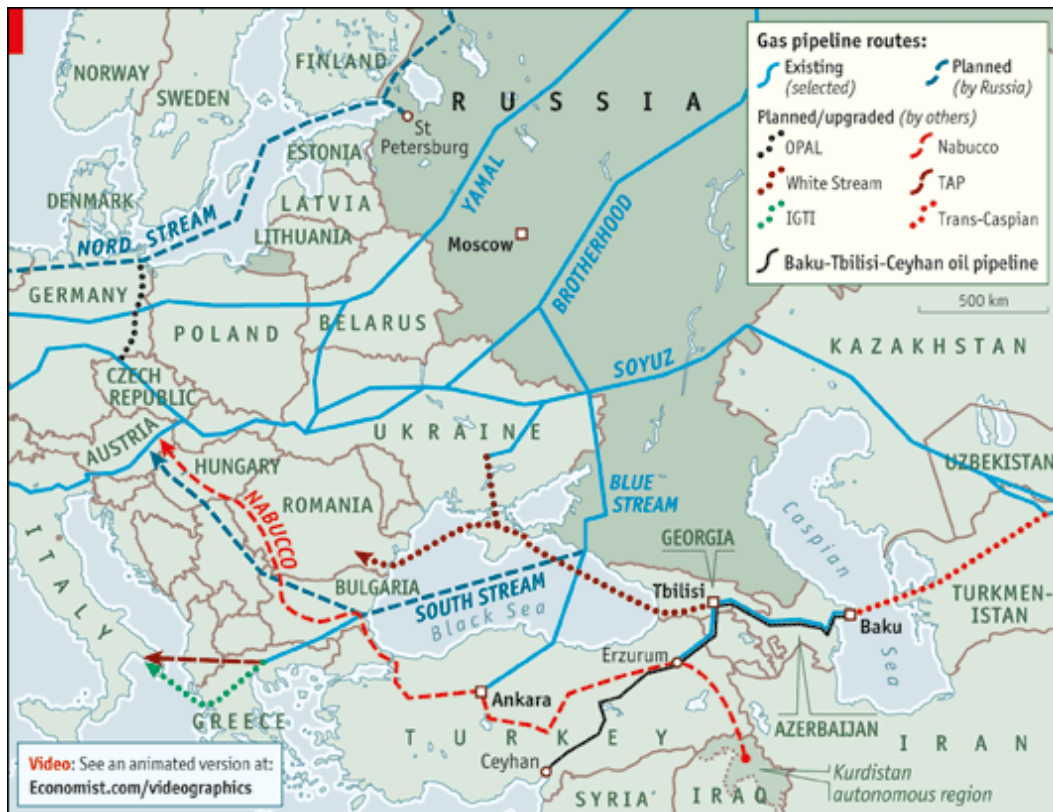 NORWAY
SWEDEN
FINLAND
RUSSIA
St
Petersburg
ESTONIA
LATVIA
LITHUANIA
DENMARK
NORD STREAM
YAMAL
Moscow
BROTHERHOOD
GERMANY
POLAND
BELARUS
SOYUZ
KAZAKHSTAN
CZECH
REPUBLIC
AUSTRIA
UKRAINE
HUNGARY
UZBEKISTAN
NABUCCO
ROMANIA
BLUE
STREAM
Caspian
Sea
GEORGIA
ITALY
BULGARIA
SOUTH STREAM
Black Sea
Tbilisi
Baku
TURKMEN-
ISTAN
Erzurum
Ankara
GREECE
TURKEY
AZERBAIJAN
IRAN
Ceyhan
SYRIA
IRAQ
Kurdistan
autonomous region
Gas pipeline routes:
Existing
(selected)
Planned
(by Russia)
Planned/upgraded (by others)
OPAL
Nabucco
White Stream
TAP
IGTI
Trans-Caspian
Baku-Tbilisi-Ceyhan oil pipeline
500 km
Video: See an animated version at:
Economist.com/videographics